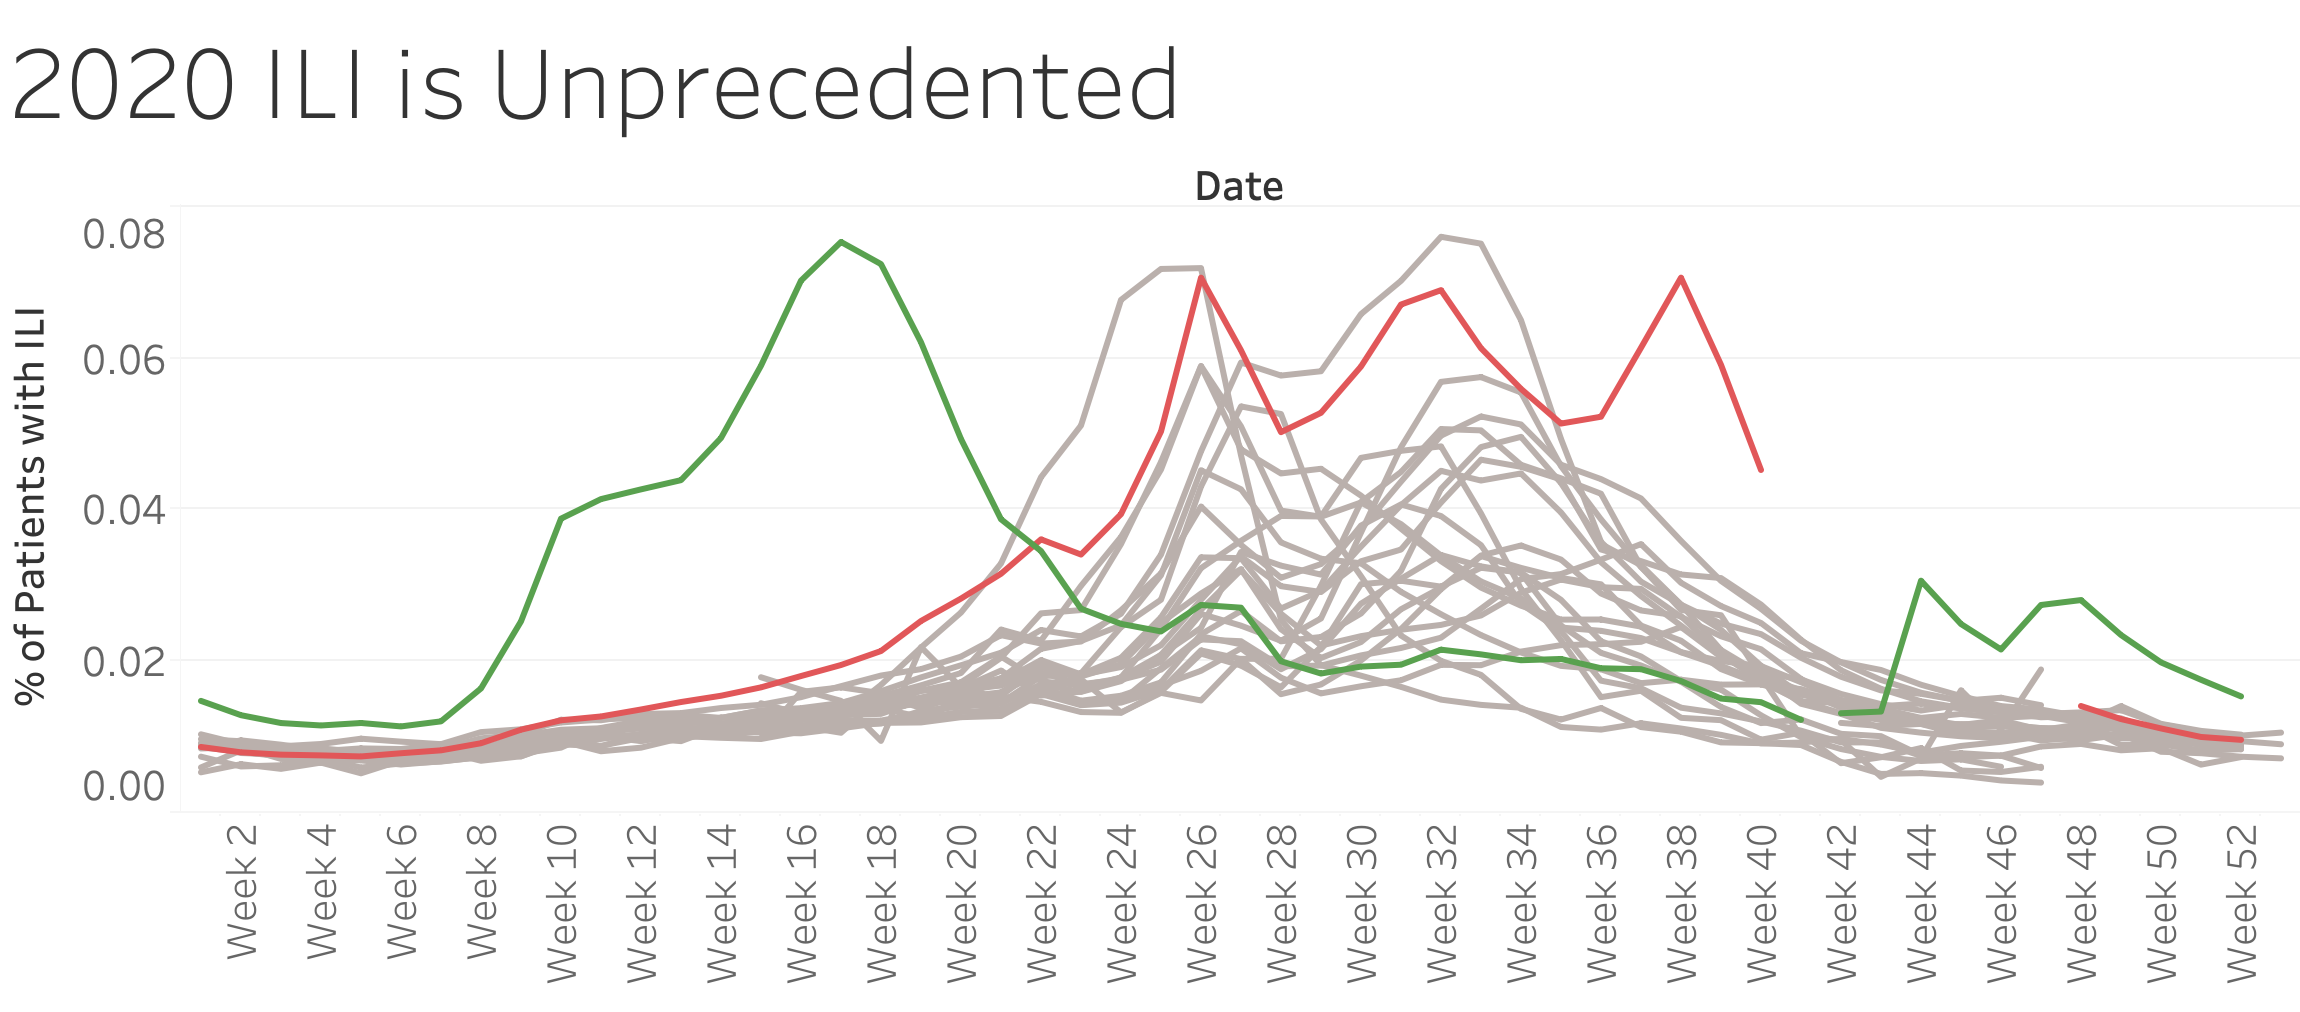 2020 ILI is Unprecedented
Date
% of Patients with ILI
0.08
0.06
0.04
0.02
0.00
Week 2
Week 4
Week 6
Week 8
Week 10
Week 12
Week 14
Week 16
Week 18
Week 20
Week 22
Week 24
Week 26
Week 28
Week 30
Week 32
Week 34
Week 36
Week 38
Week 40
Week 42
Week 44
Week 46
Week 48
Week 50
Week 52